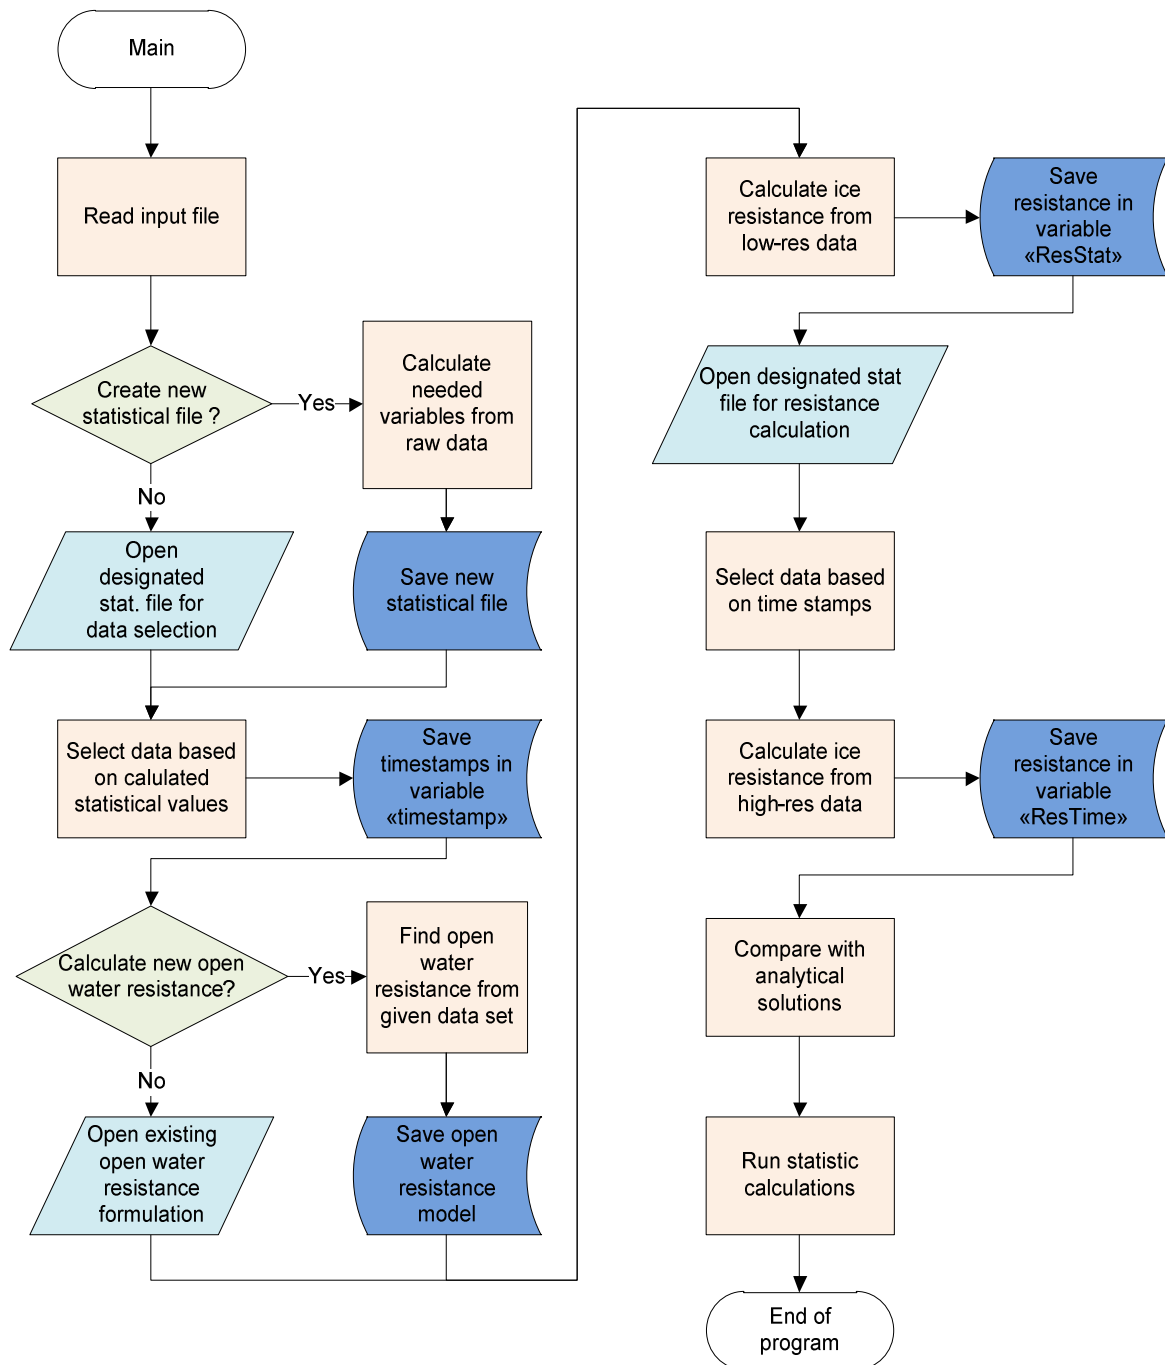 Main
Read input file
Create new
statistical file ?
Yes
Calculate
needed
variables from
raw data
No
Open
designated
stat. file for
data selection
Save new
statistical file
Select data based
on calulated
statistical values
Save
timestamps in
variable
«timestamp»
Calculate new open
water resistance?
Yes
Find open
water
resistance from
given data set
No
Open existing
open water
resistance
formulation
Save open
water
resistance
model
Calculate ice
resistance from
low-res data
Save
resistance in
variable
«ResStat»
Open designated stat
file for resistance
calculation
Select data based
on time stamps
Calculate ice
resistance from
high-res data
Save
resistance in
variable
«ResTime»
Compare with
analytical
solutions
Run statistic
calculations
End of
program